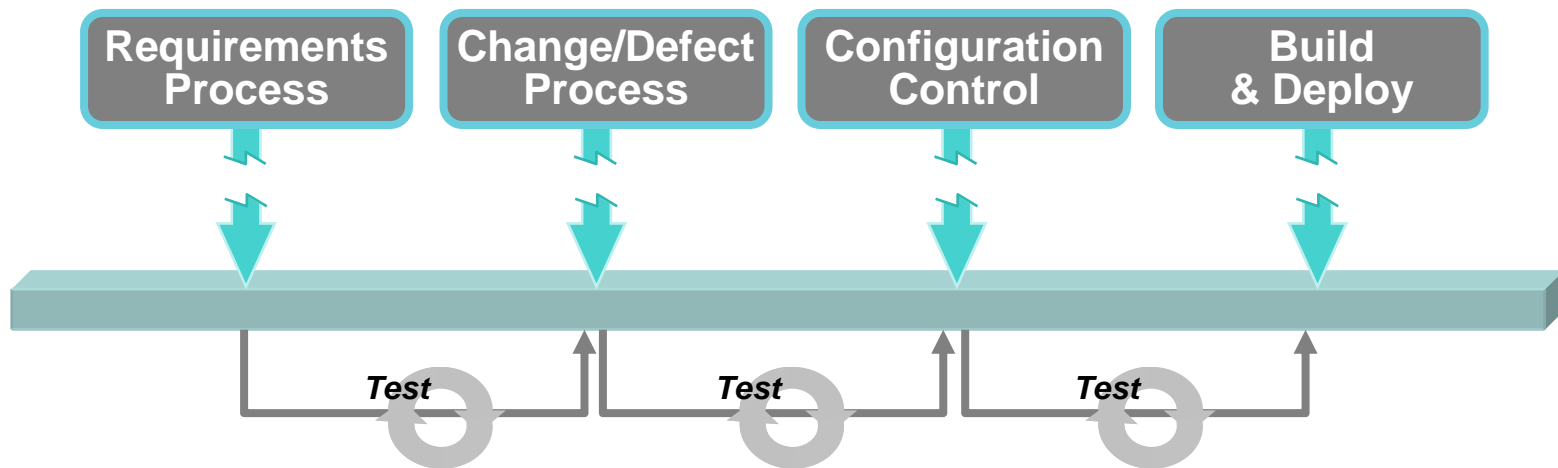 Requirements
Process
Change/Defect
Process
Configuration
Control
Build
& Deploy
Test
Test
Test